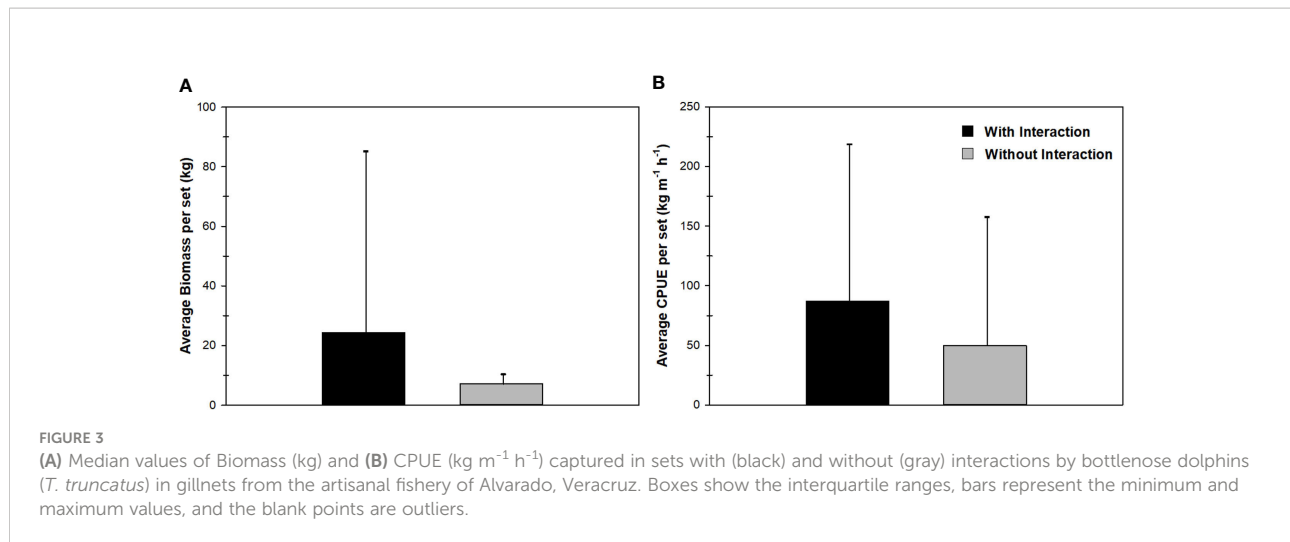 A
B
100
80
60
40
20
0
Average Biomass per set (kg)
250
200
150
100
50
0
Average CPUE per set (kg m⁻¹ h⁻¹)
With Interaction
Without Interaction
FIGURE 3
(A) Median values of Biomass (kg) and (B) CPUE (kg m⁻¹ h⁻¹) captured in sets with (black) and without (gray) interactions by bottlenose dolphins
(T. truncatus) in gillnets from the artisanal fishery of Alvarado, Veracruz. Boxes show the interquartile ranges, bars represent the minimum and
maximum values, and the blank points are outliers.